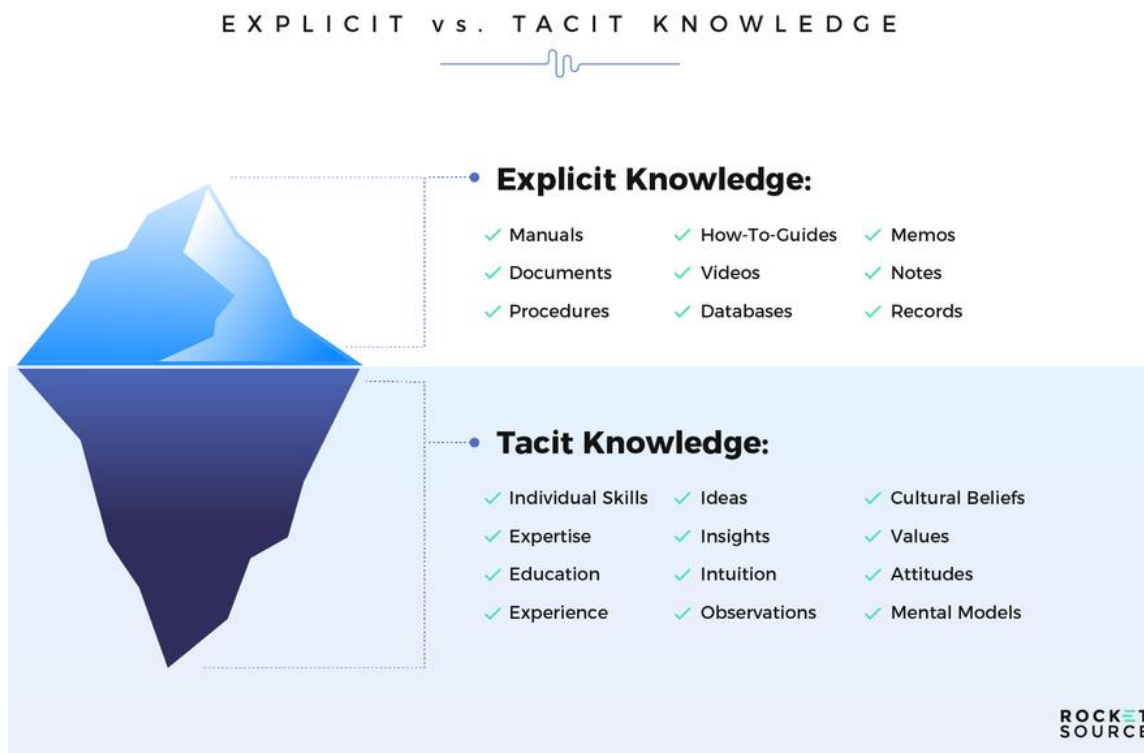 EXPLICIT vs. TACIT KNOWLEDGE
Explicit Knowledge:
Manuals
How-To-Guides
Memos
Documents
Videos
Notes
Procedures
Databases
Records
Tacit Knowledge:
Individual Skills
Ideas
Cultural Beliefs
Expertise
Insights
Values
Education
Intuition
Attitudes
Experience
Observations
Mental Models
ROCKET
SOURCE